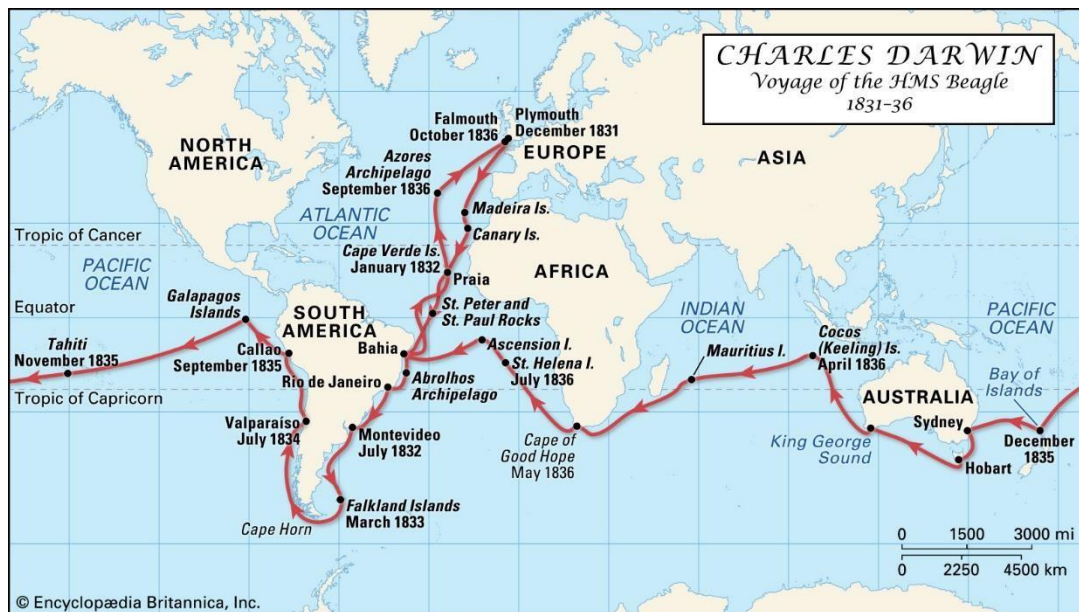 CHARLES DARWIN
Voyage of the HMS Beagle
1831–36
NORTH
AMERICA
Falmouth
October 1836
Plymouth
December 1831
EUROPE
ASIA
Azores
Archipelago
September 1836
ATLANTIC
OCEAN
Madeira Is.
Canary Is.
Tropic of Cancer
Cape Verde Is.
January 1832
Praia
AFRICA
PACIFIC
OCEAN
Equator
Galapagos
Islands
SOUTH
AMERICA
St. Peter and
St. Paul Rocks
INDIAN
OCEAN
PACIFIC
OCEAN
Tahiti
November 1835
Callao
September 1835
Bahia
Ascension I.
St. Helena I.
July 1836
Mauritius I.
Cocos
(Keeling) Is.
April 1836
Bay of
Islands
Rio de Janeiro
Abrolhos
Archipelago
Tropic of Capricorn
AUSTRALIA
Sydney
Valparaíso
July 1834
Montevideo
July 1832
Cape of
Good Hope
May 1836
King George
Sound
December
1835
Hobart
Falkland Islands
March 1833
Cape Horn
0 1500 3000 mi
0 2250 4500 km
© Encyclopædia Britannica, Inc.